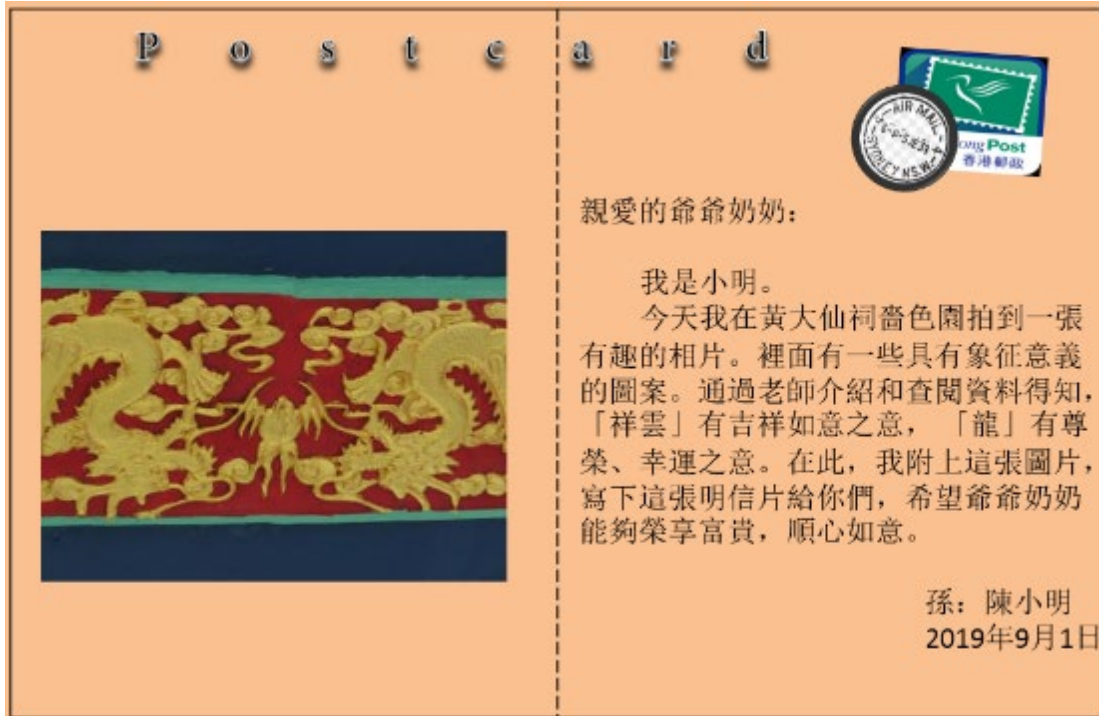 Postcard
AIR MAIL
SYDNEY N.S.W.
ong Post
香港郵政
親愛的爺爺奶奶：
我是小明。
今天我在黃大仙祠嗇色園拍到一張
有趣的相片。裡面有一些具有象征意義
的圖案。通過老師介紹和查閱資料得知，
「祥雲」有吉祥如意之意，「龍」有尊
榮、幸運之意。在此，我附上這張圖片，
寫下這張明信片給你們，希望爺爺奶奶
能夠榮享富貴，順心如意。
孫：陳小明
2019年9月1日